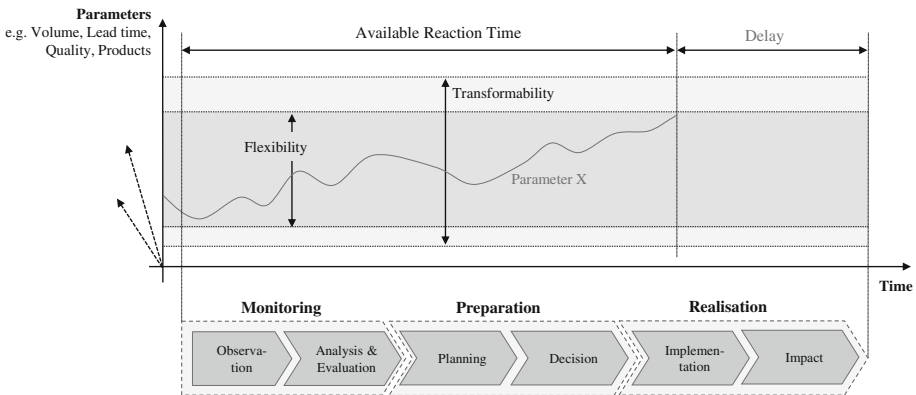 Parameters
e.g. Volume, Lead time,
Quality, Products
Available Reaction Time
Delay
Transformability
Flexibility
Parameter X
Time
Monitoring
Preparation
Realisation
Observa-
tion
Analysis &
Evaluation
Planning
Decision
Implemen-
tation
Impact